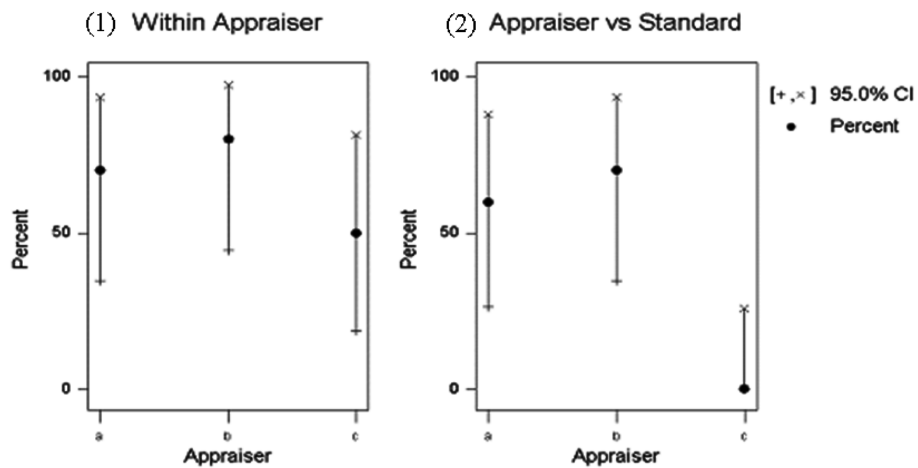 (1) Within Appraiser
100
50
0
Percent
a b c
Appraiser
(2) Appraiser vs Standard
100
50
0
Percent
a b c
Appraiser
[+,×] 95.0% CI
● Percent